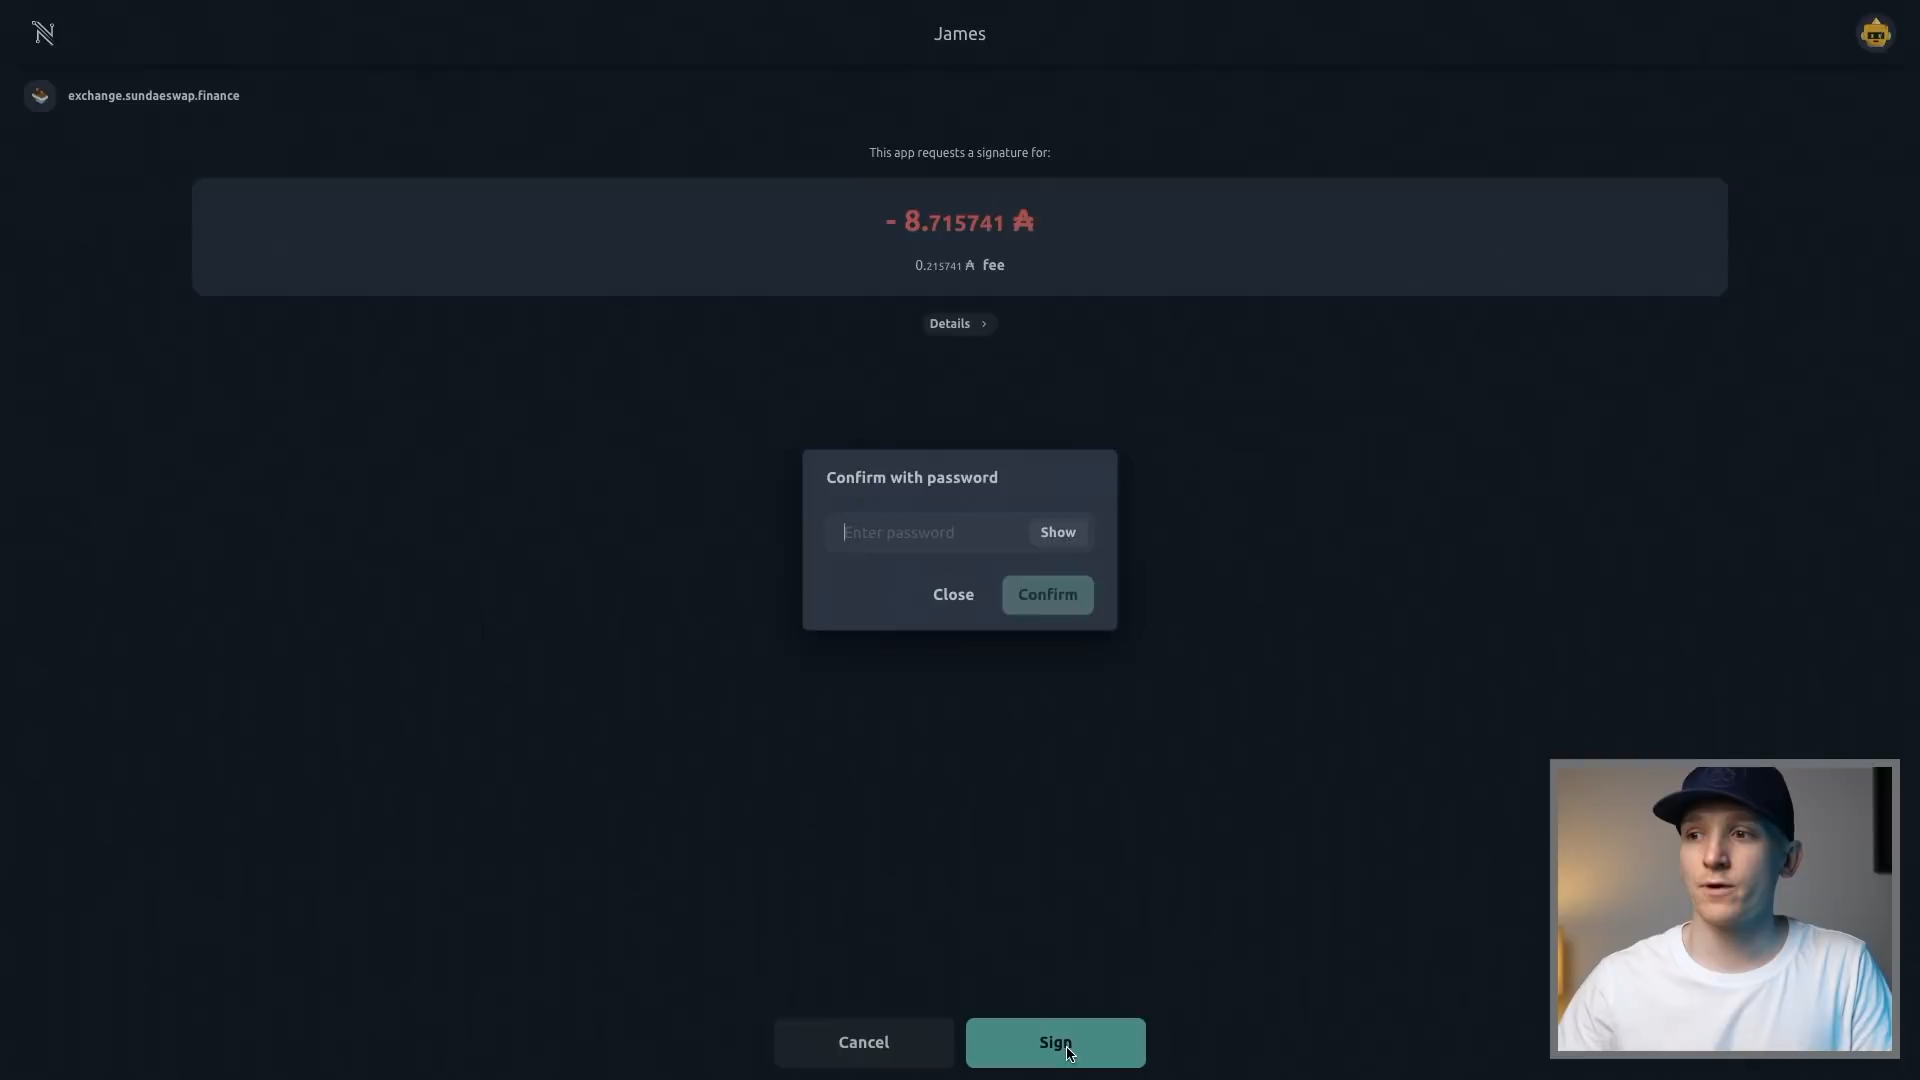 James
exchange.sundaeswap.finance
This app requests a signature for:
- 8.715741 ₳
0.215741 ₳ fee
Details
Confirm with password
Enter password
Show
Close
Confirm
Cancel
Sign